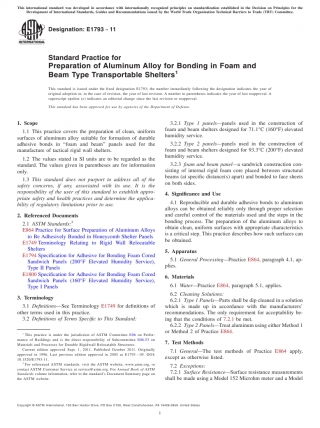 This international standard was developed in accordance with internationally recognized principles on standardization established in the Decision on Principles for the
Development of International Standards, Guides and Recommendations issued by the World Trade Organization Technical Barriers to Trade (TBT) Committee.
Designation: E1793 − 11
Standard Practice for
Preparation of Aluminum Alloy for Bonding in Foam and
Beam Type Transportable Shelters1
This standard is issued under the fixed designation E1793; the number immediately following the designation indicates the year of
original adoption or, in the case of revision, the year of last revision. A number in parentheses indicates the year of last reapproval. A
superscript epsilon (ε) indicates an editorial change since the last revision or reapproval.
This standard has been approved for use by agencies of the Department of Defense.
1. Scope
1.1 This practice covers the preparation of clean, uniform
surfaces of aluminum alloy suitable for formation of durable
adhesive bonds in “foam and beam” panels used for the
manufacture of tactical rigid wall shelters.
1.2 The values stated in SI units are to be regarded as the
standard. The values given in parentheses are for information
only.
1.3 This standard does not purport to address all of the
safety concerns, if any, associated with its use. It is the
responsibility of the user of this standard to establish appro-
priate safety and health practices and determine the applica-
bility of regulatory limitations prior to use.
2. Referenced Documents
2.1 ASTM Standards:2
E864 Practice for Surface Preparation of Aluminum Alloys
to Be Adhesively Bonded in Honeycomb Shelter Panels
E1749 Terminology Relating to Rigid Wall Relocatable
Shelters
E1794 Specification for Adhesive for Bonding Foam Cored
Sandwich Panels (200°F Elevated Humidity Service),
Type II Panels
E1800 Specification for Adhesive for Bonding Foam Cored
Sandwich Panels (160°F Elevated Humidity Service),
Type I Panels
3. Terminology
3.1 Definitions—See Terminology E1749 for definitions of
other terms used in this practice.
3.2 Definitions of Terms Specific to This Standard:
1 This practice is under the jurisdiction of ASTM Committee E06 on Perfor-
mance of Buildings and is the direct responsibility of Subcommittee E06.53 on
Materials and Processes for Durable Rigidwall Relocatable Structures.
Current edition approved Sept. 1, 2011. Published October 2011. Originally
approved in 1996. Last previous edition approved in 2003 as E1793 – 03. DOI:
10.1520/E1793-11.
2 For referenced ASTM standards, visit the ASTM website, www.astm.org, or
contact ASTM Customer Service at service@astm.org. For Annual Book of ASTM
Standards volume information, refer to the standard's Document Summary page on
the ASTM website.
3.2.1 Type 1 panels—panels used in the construction of
foam and beam shelters designed for 71.1°C (160°F) elevated
humidity service.
3.2.2 Type 2 panels—panels used in the construction of
foam and beam shelters designed for 93.3°C (200°F) elevated
humidity service.
3.2.3 foam and beam panel—a sandwich construction con-
sisting of internal rigid foam core placed between structural
beams (at specific distance(s) apart) and bonded to face sheets
on both sides.
4. Significance and Use
4.1 Reproducible and durable adhesive bonds to aluminum
alloys can be obtained reliably only through proper selection
and careful control of the materials used and the steps in the
bonding process. The preparation of the aluminum alloys to
obtain clean, uniform surfaces with appropriate characteristics
is a critical step. This practice describes how such surfaces can
be obtained.
5. Apparatus
5.1 General Processing—Practice E864, paragraph 4.1, ap-
plies.
6. Materials
6.1 Water—Practice E864, paragraph 5.1, applies.
6.2 Cleaning Solutions:
6.2.1 Type 1 Panels—Parts shall be dip cleaned in a solution
which is made up in accordance with the manufacturers'
recommendations. The only requirement for acceptability be-
ing that the conditions of 7.2.1 be met.
6.2.2 Type 2 Panels—Treat aluminum using either Method 1
or Method 2 of Practice E864.
7. Test Methods
7.1 General—The test methods of Practice E864 apply,
except as otherwise listed.
7.2 Exceptions:
7.2.1 Surface Resistance—Surface resistance measurements
shall be made using a Model 152 Microhm meter and a Model
Copyright © ASTM International, 100 Barr Harbor Drive, PO Box C700, West Conshohocken, PA 19428-2959. United States
1